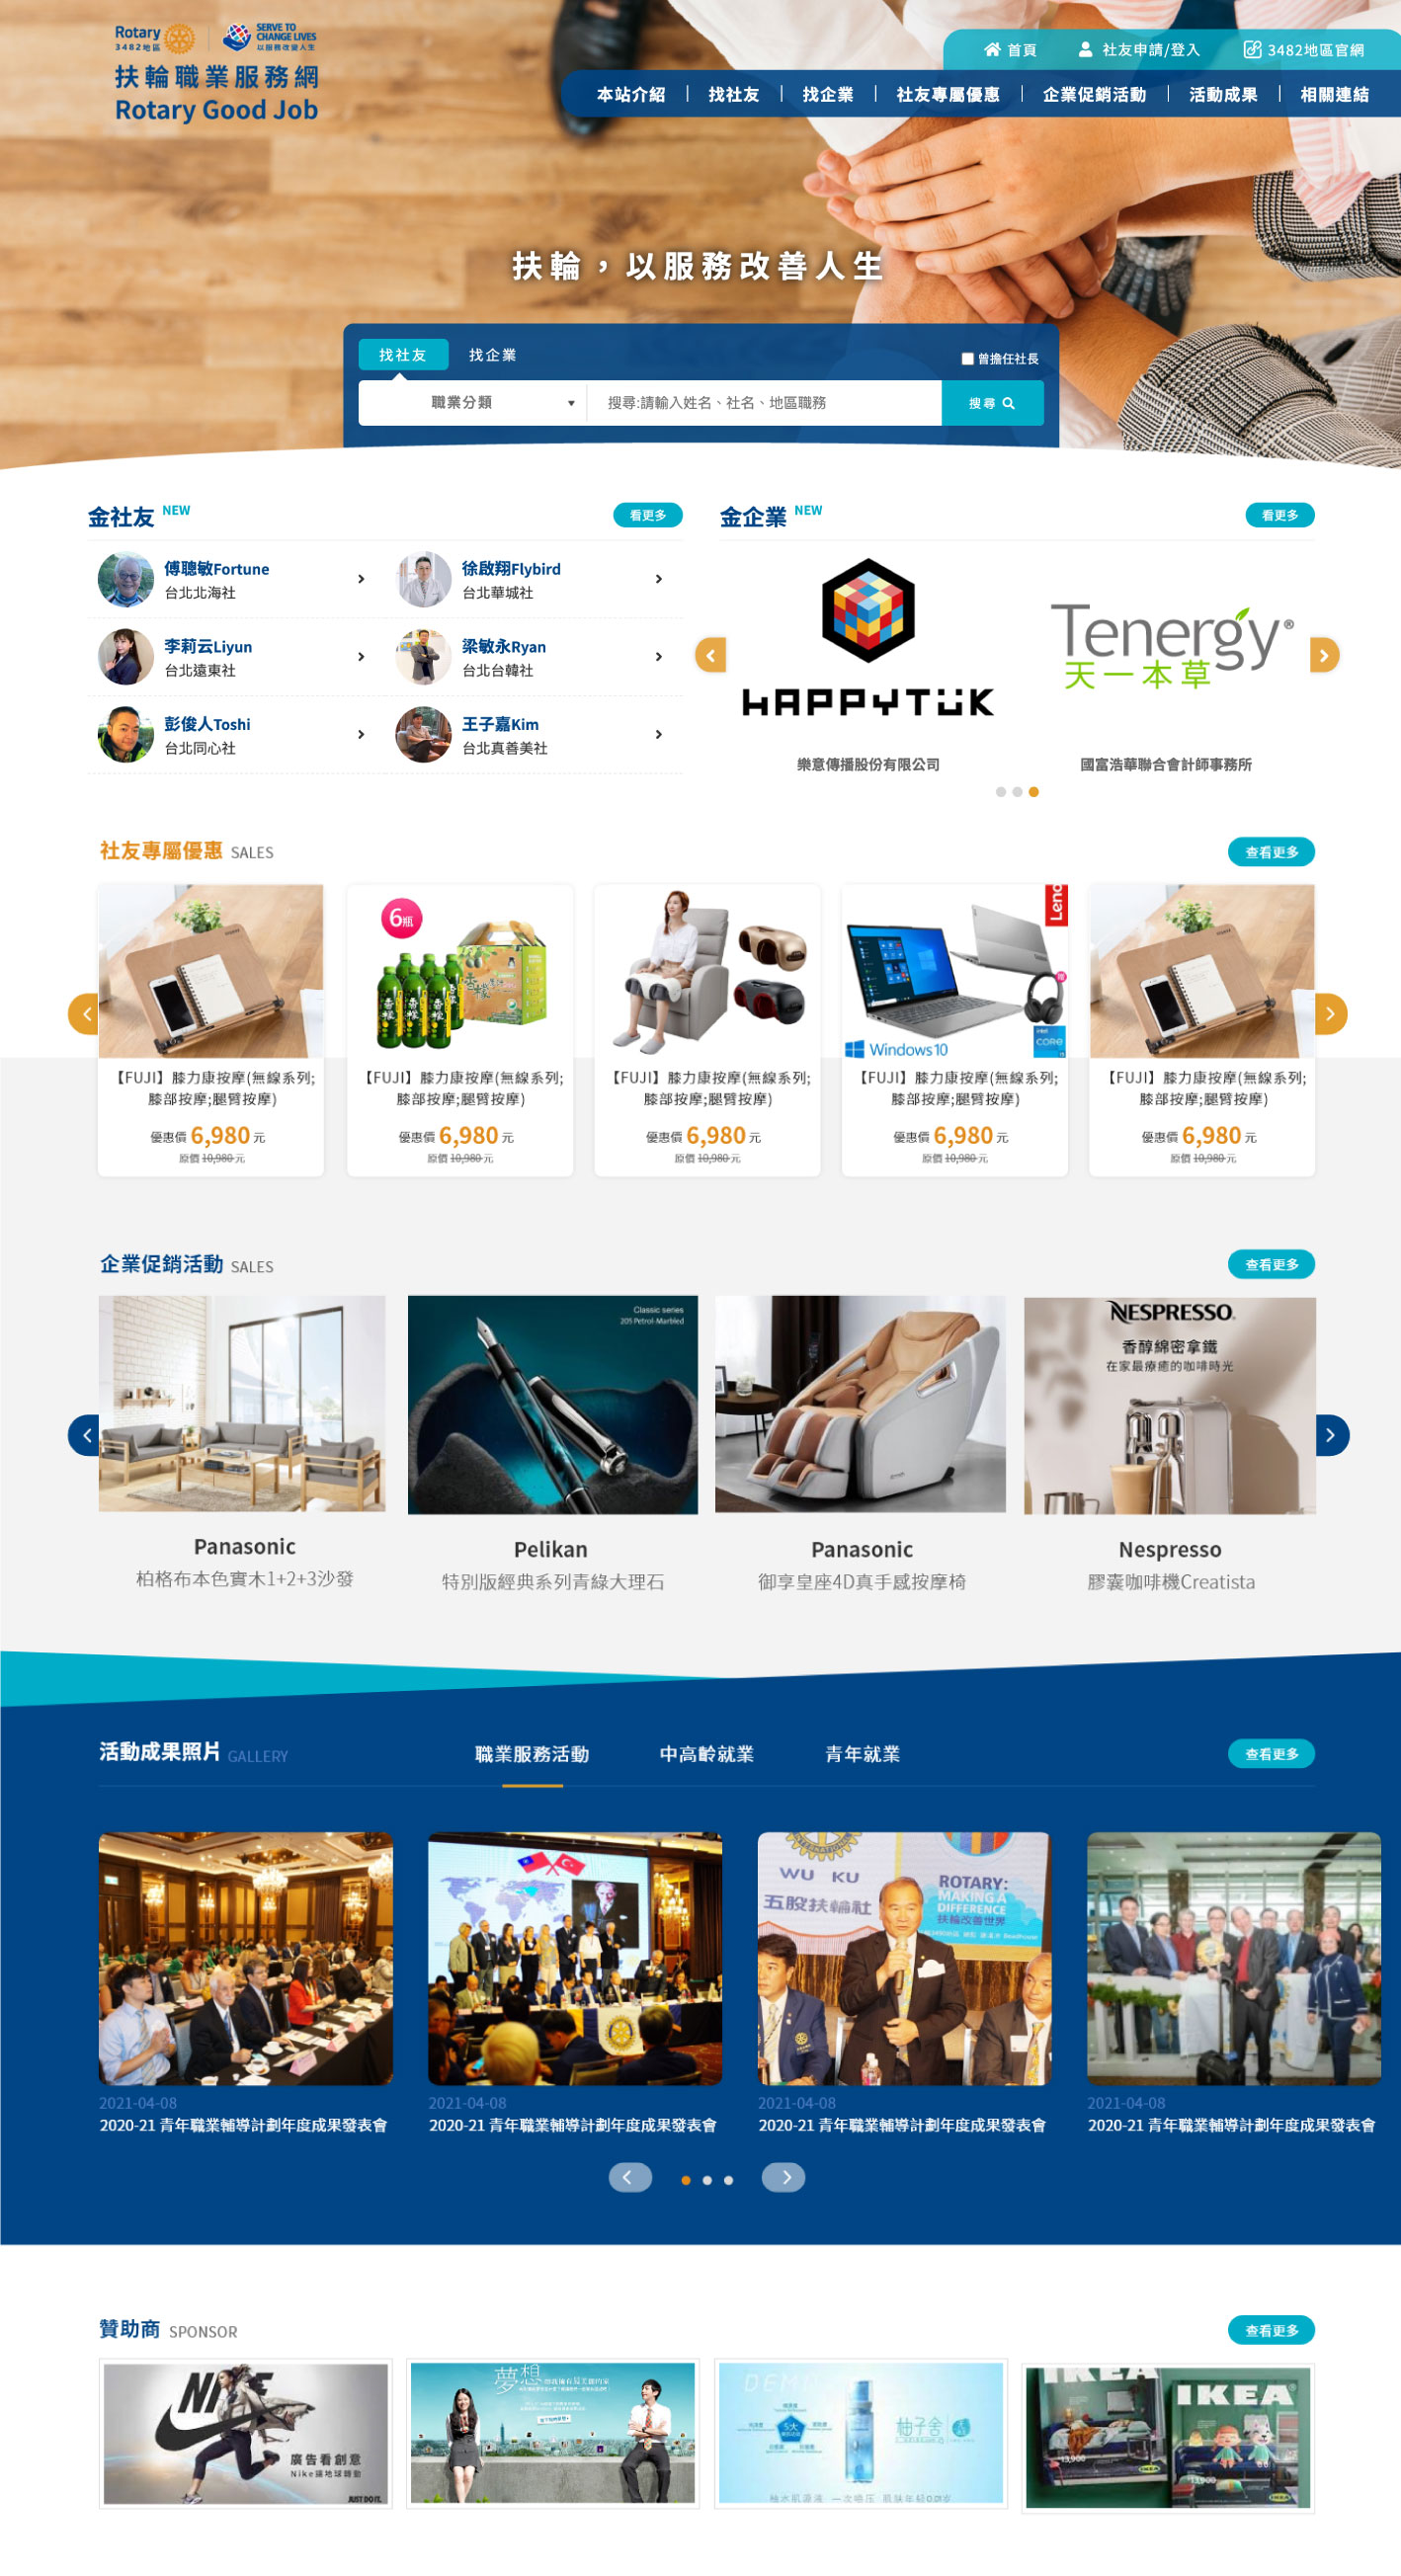 Rotary
3482地區
SERVE TO
CHANGE LIVES
以服務改變人生
扶輪職業服務網
Rotary Good Job
首頁
社友申請/登入
3482地區官網
本站介紹
找社友
找企業
社友專屬優惠
企業促銷活動
活動成果
相關連結
扶輪，以服務改善人生
找社友
找企業
曾擔任社長
職業分類
搜尋:請輸入姓名、社名、地區職務
搜尋
金社友 NEW
看更多
傅聰敏Fortune
台北北海社
徐啟翔Flybird
台北華城社
李莉云Liyun
台北遠東社
梁敏永Ryan
台北台韓社
彭俊人Toshi
台北同心社
王子嘉Kim
台北真善美社
金企業 NEW
看更多
HAPPYTUK
樂意傳播股份有限公司
Tenergy®
天一本草
國富浩華聯合會計師事務所
社友專屬優惠 SALES
查看更多
6瓶
香檬
Leno
Windows10
intel
CORE
【FUJI】膝力康按摩(無線系列;
膝部按摩;腿臂按摩)
優惠價 6,980 元
原價 10,980 元
【FUJI】膝力康按摩(無線系列;
膝部按摩;腿臂按摩)
優惠價 6,980 元
原價 10,980 元
【FUJI】膝力康按摩(無線系列;
膝部按摩;腿臂按摩)
優惠價 6,980 元
原價 10,980 元
【FUJI】膝力康按摩(無線系列;
膝部按摩;腿臂按摩)
優惠價 6,980 元
原價 10,980 元
【FUJI】膝力康按摩(無線系列;
膝部按摩;腿臂按摩)
優惠價 6,980 元
原價 10,980 元
企業促銷活動 SALES
查看更多
Classic series
205 Petrol-Marbled
NESPRESSO.
香醇綿密拿鐵
在家最療癒的咖啡時光
Panasonic
柏格布本色實木1+2+3沙發
Pelikan
特別版經典系列青綠大理石
Panasonic
御享皇座4D真手感按摩椅
Nespresso
膠囊咖啡機Creatista
活動成果照片 GALLERY
職業服務活動
中高齡就業
青年就業
查看更多
WU KU
五股扶輪社
ROTARY:
MAKING A
DIFFERENCE
扶輪改善世界
2021-04-08
2020-21 青年職業輔導計劃年度成果發表會
2021-04-08
2020-21 青年職業輔導計劃年度成果發表會
2021-04-08
2020-21 青年職業輔導計劃年度成果發表會
2021-04-08
2020-21 青年職業輔導計劃年度成果發表會
贊助商 SPONSOR
查看更多
NIKE
廣告看創意
Nike讓地球轉動
JUST DO IT.
夢想
5大
柚子舍
IKEA
IKEA
13,900